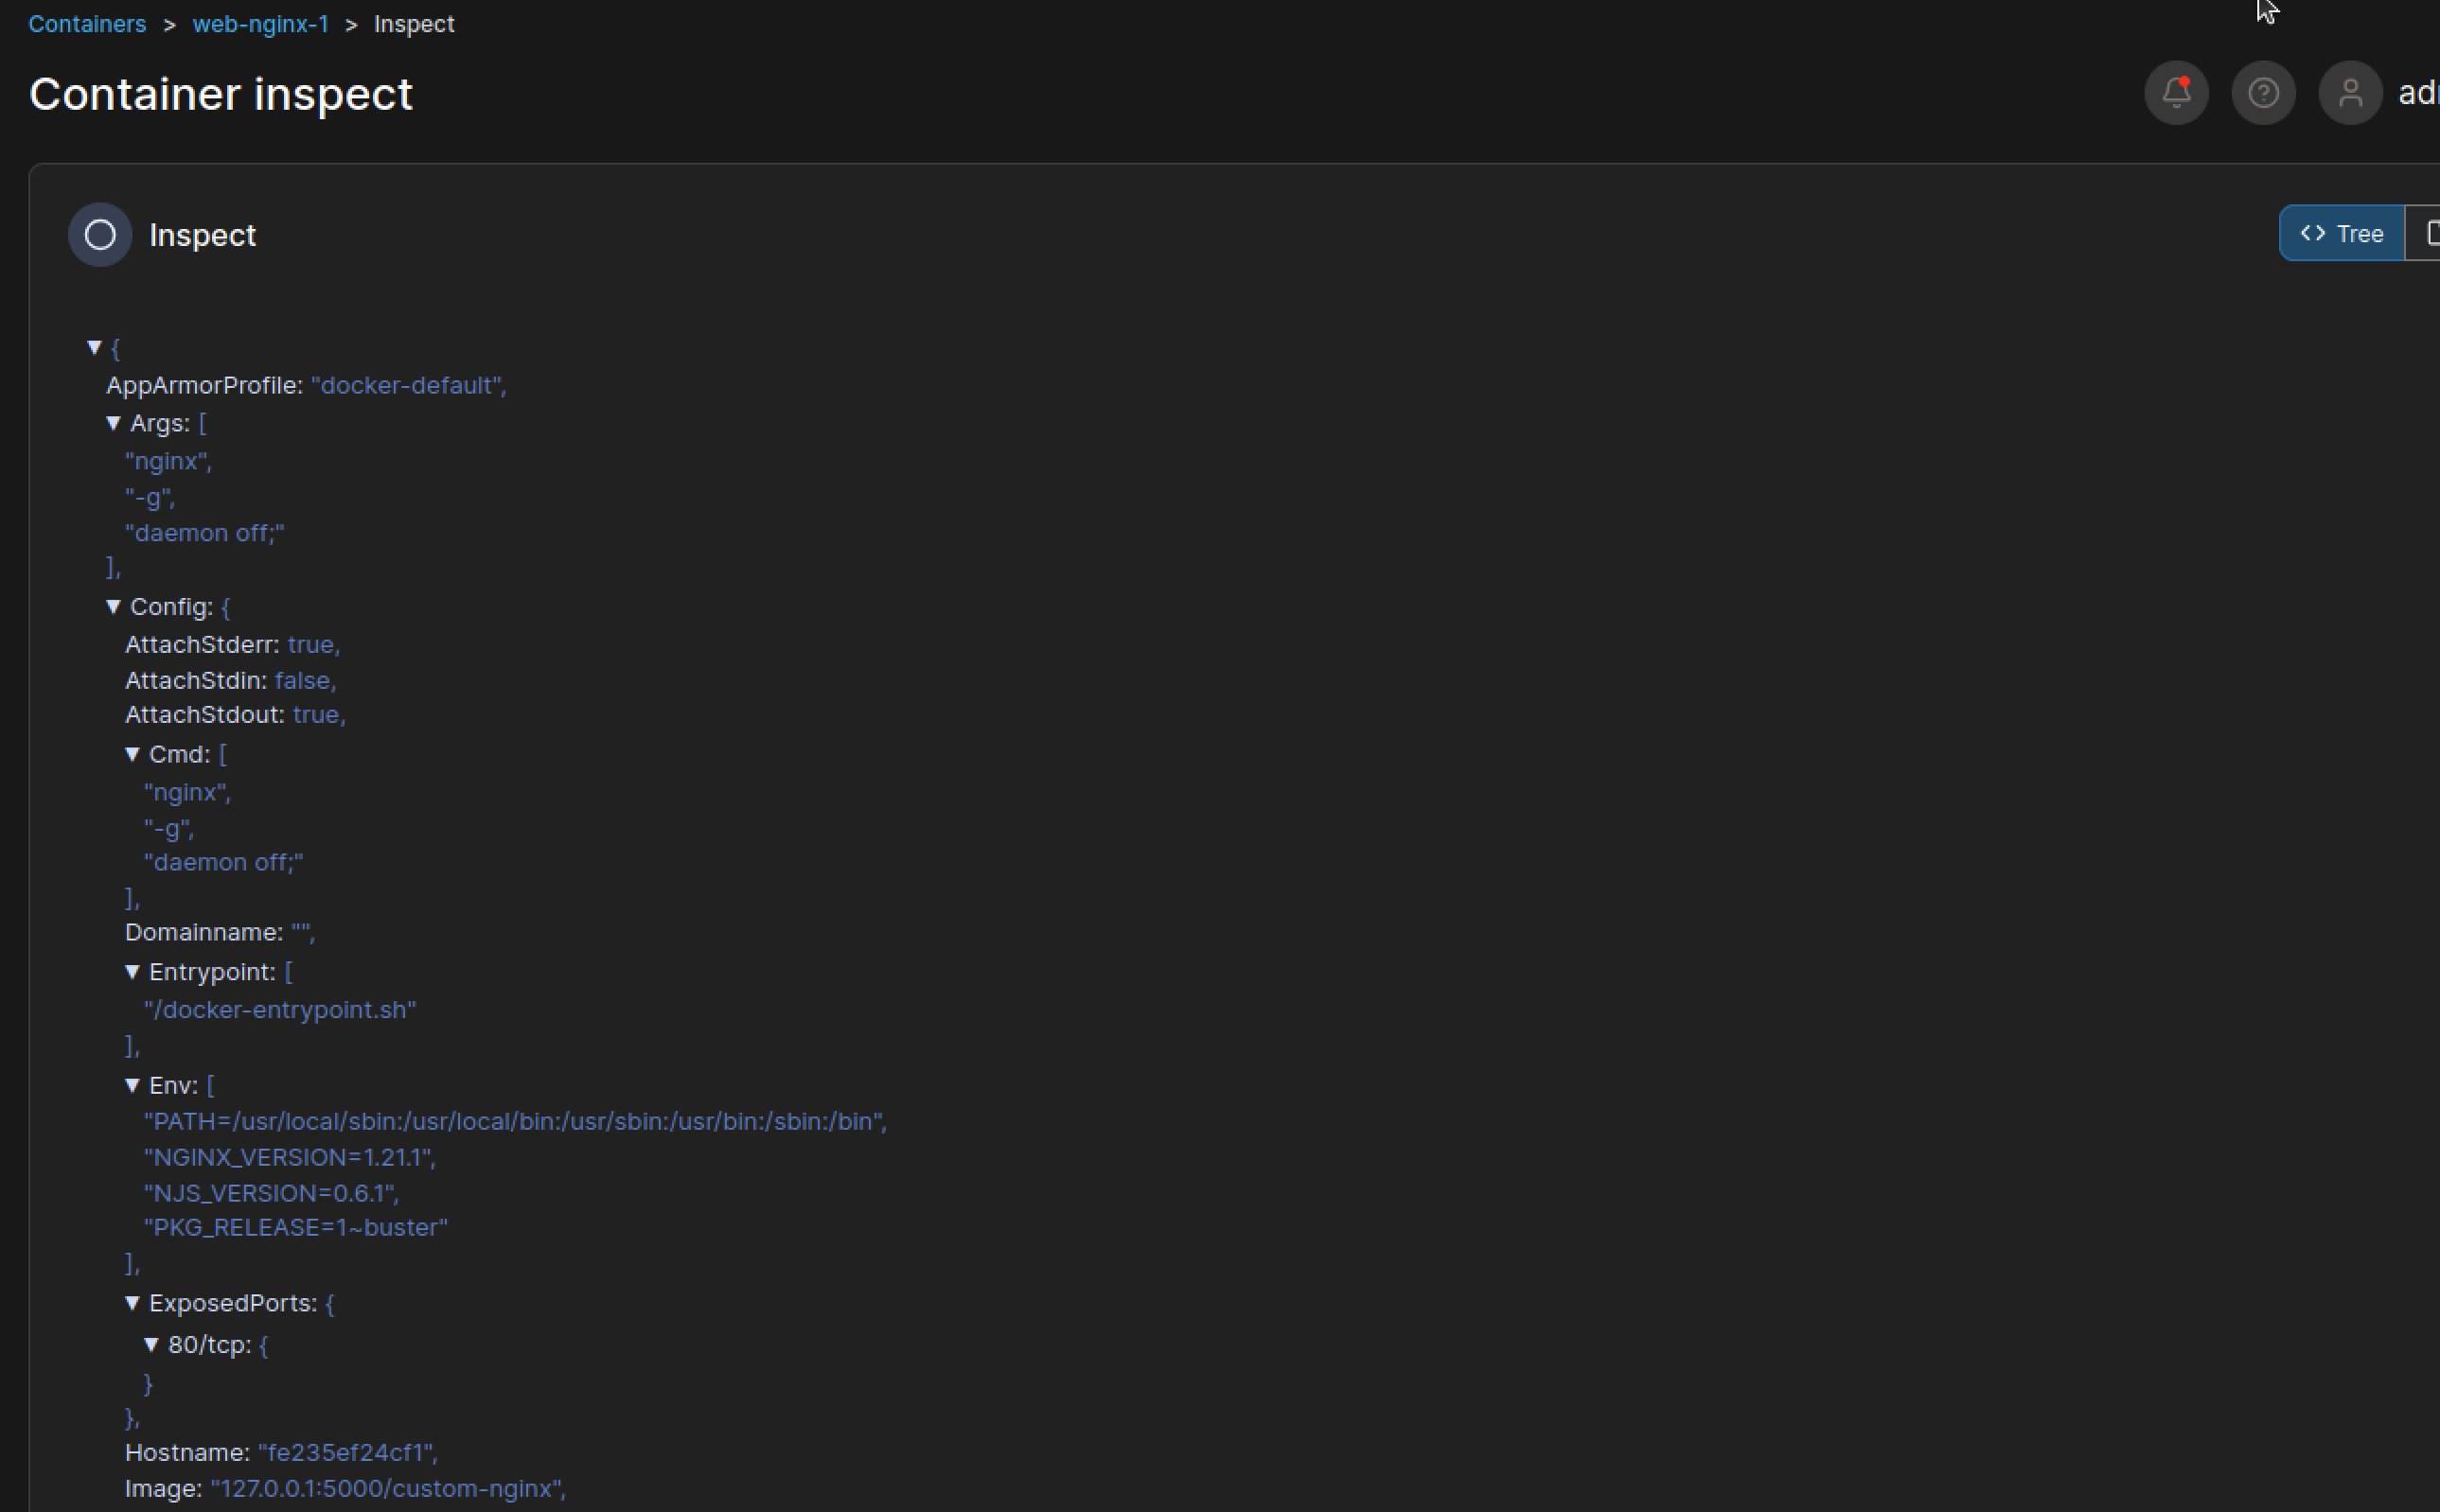 Containers > web-nginx-1 > Inspect
Container inspect
Inspect
Tree
▼ {
AppArmorProfile: "docker-default",
▼ Args: [
"nginx",
"-g",
"daemon off;"
],
▼ Config: {
AttachStderr: true,
AttachStdin: false,
AttachStdout: true,
▼ Cmd: [
"nginx",
"-g",
"daemon off;"
],
Domainname: "",
▼ Entrypoint: [
"/docker-entrypoint.sh"
],
▼ Env: [
"PATH=/usr/local/sbin:/usr/local/bin:/usr/sbin:/usr/bin:/sbin:/bin",
"NGINX_VERSION=1.21.1",
"NJS_VERSION=0.6.1",
"PKG_RELEASE=1~buster"
],
▼ ExposedPorts: {
▼ 80/tcp: {
}
},
Hostname: "fe235ef24cf1",
Image: "127.0.0.1:5000/custom-nginx",